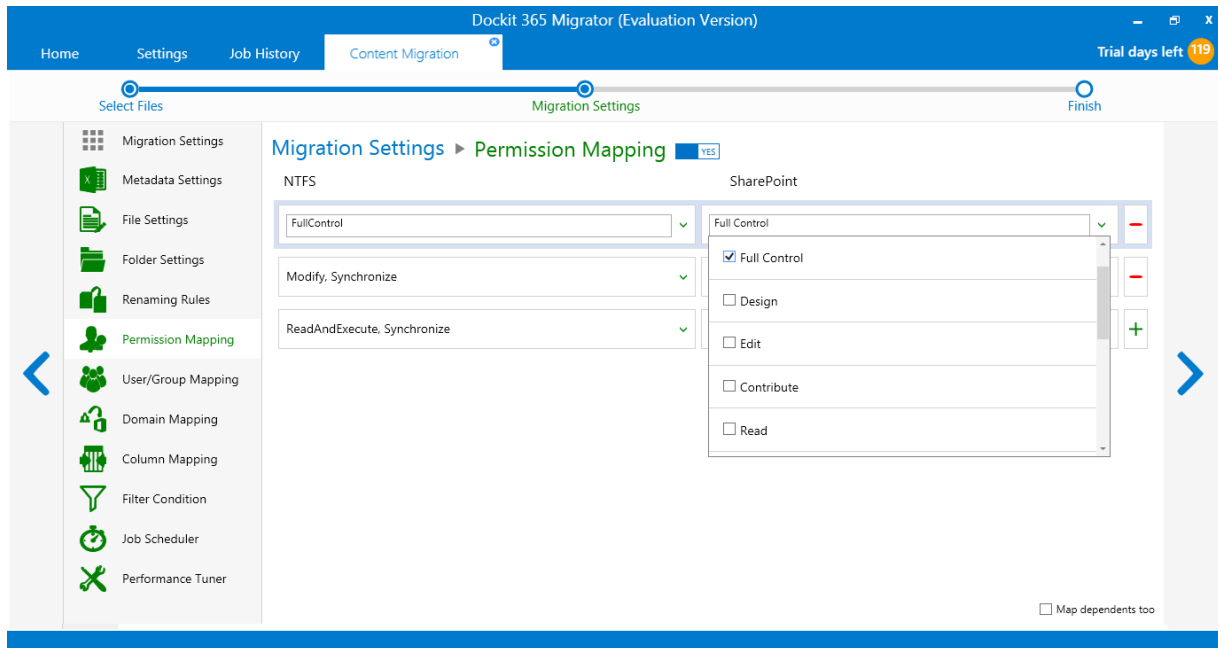 Dockit 365 Migrator (Evaluation Version)
Home Settings Job History Content Migration Trial days left 119
Select Files Migration Settings Finish
Migration Settings
Metadata Settings
File Settings
Folder Settings
Renaming Rules
Permission Mapping
User/Group Mapping
Domain Mapping
Column Mapping
Filter Condition
Job Scheduler
Performance Tuner
Migration Settings ▶ Permission Mapping YES
NTFS SharePoint
FullControl Full Control
Modify, Synchronize
ReadAndExecute, Synchronize
Full Control
Design
Edit
Contribute
Read
Map dependents too